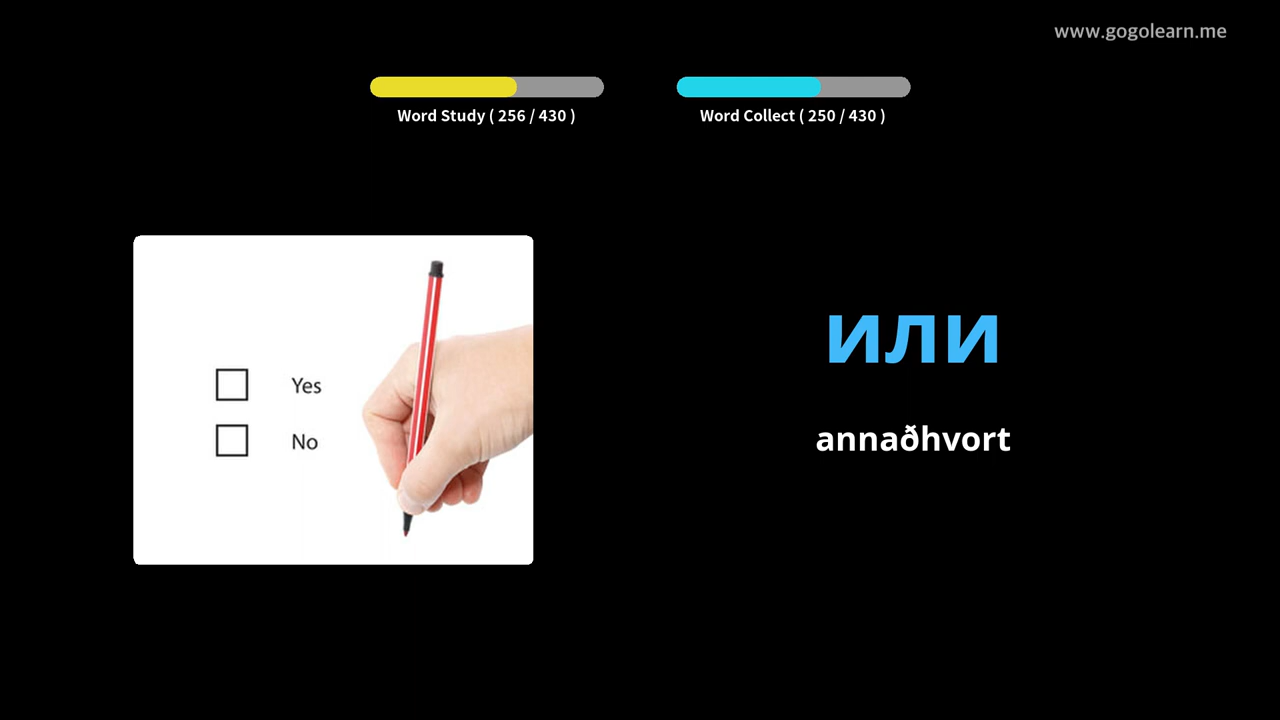 www.gogolearn.me
Word Study ( 256 / 430 )
Word Collect ( 250 / 430 )
Yes
No
или
annaðhvort